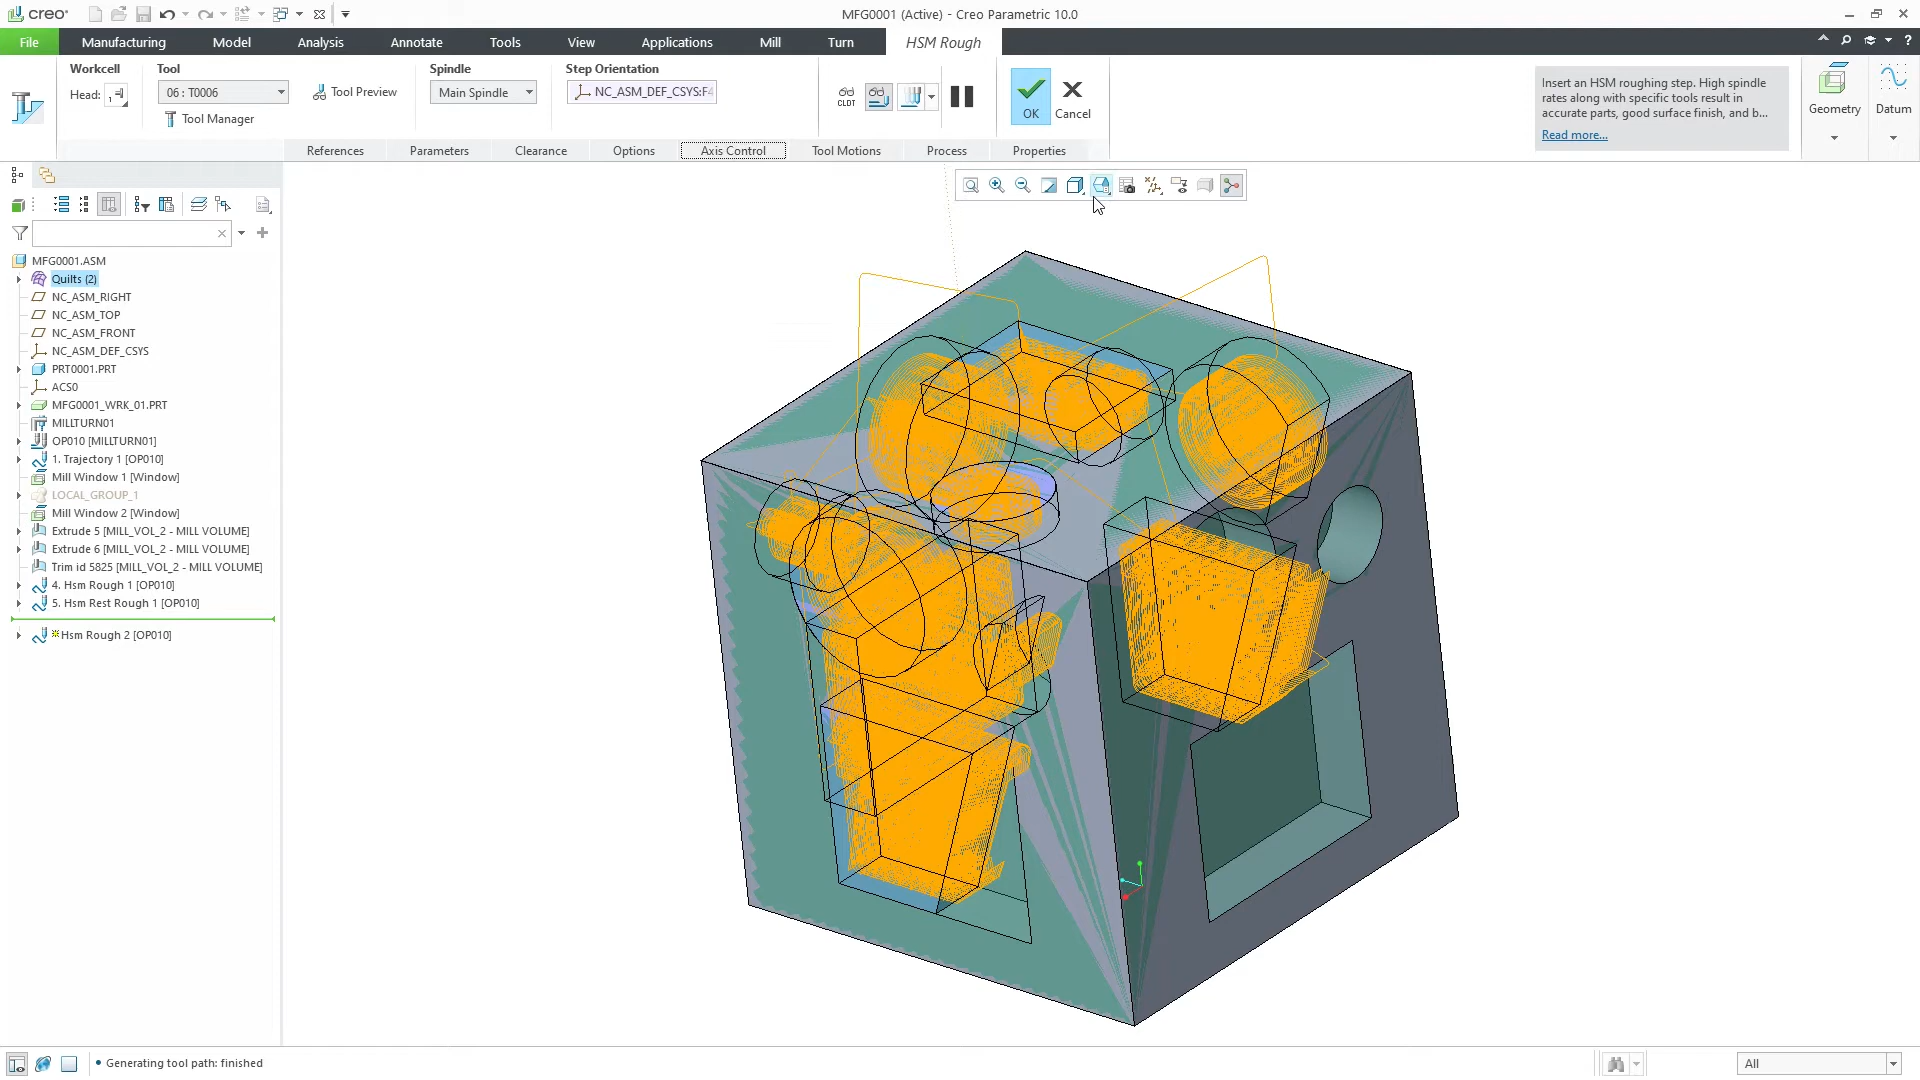 creo
MFG0001 (Active) - Creo Parametric 10.0
File
Manufacturing
Model
Analysis
Annotate
Tools
View
Applications
Mill
Turn
HSM Rough
Workcell
Head:
1
Tool
06 : T0006
Tool Manager
Tool Preview
Spindle
Main Spindle
Step Orientation
NC_ASM_DEF_CSYS:F4
CLDT
OK
Cancel
Insert an HSM roughing step. High spindle
rates along with specific tools result in
accurate parts, good surface finish, and b...
Read more...
Geometry
Datum
References
Parameters
Clearance
Options
Axis Control
Tool Motions
Process
Properties
MFG0001.ASM
Quilts (2)
NC_ASM_RIGHT
NC_ASM_TOP
NC_ASM_FRONT
NC_ASM_DEF_CSYS
PRT0001.PRT
ACS0
MFG0001_WRK_01.PRT
MILLTURN01
OP010 [MILLTURN01]
1. Trajectory 1 [OP010]
Mill Window 1 [Window]
LOCAL_GROUP_1
Mill Window 2 [Window]
Extrude 5 [MILL_VOL_2 - MILL VOLUME]
Extrude 6 [MILL_VOL_2 - MILL VOLUME]
Trim id 5825 [MILL_VOL_2 - MILL VOLUME]
4. Hsm Rough 1 [OP010]
5. Hsm Rest Rough 1 [OP010]
Hsm Rough 2 [OP010]
• Generating tool path: finished
All